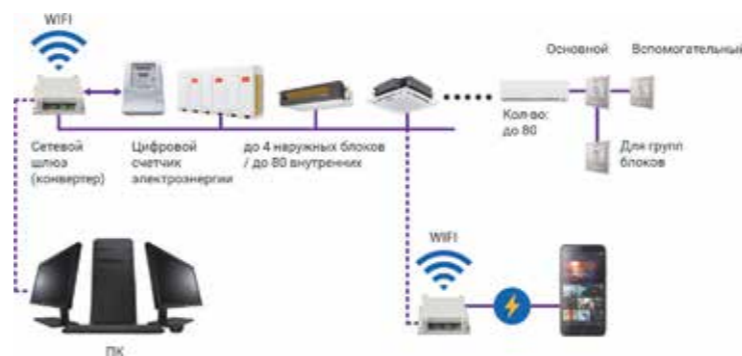 WIFI
Основной
Вспомогательный
Кол-во:
до 80
Сетевой
шлюз
(конвертер)
Цифровой
счетчик
электроэнергии
до 4 наружных блоков
/ до 80 внутренних
Для групп
блоков
WIFI
ПК